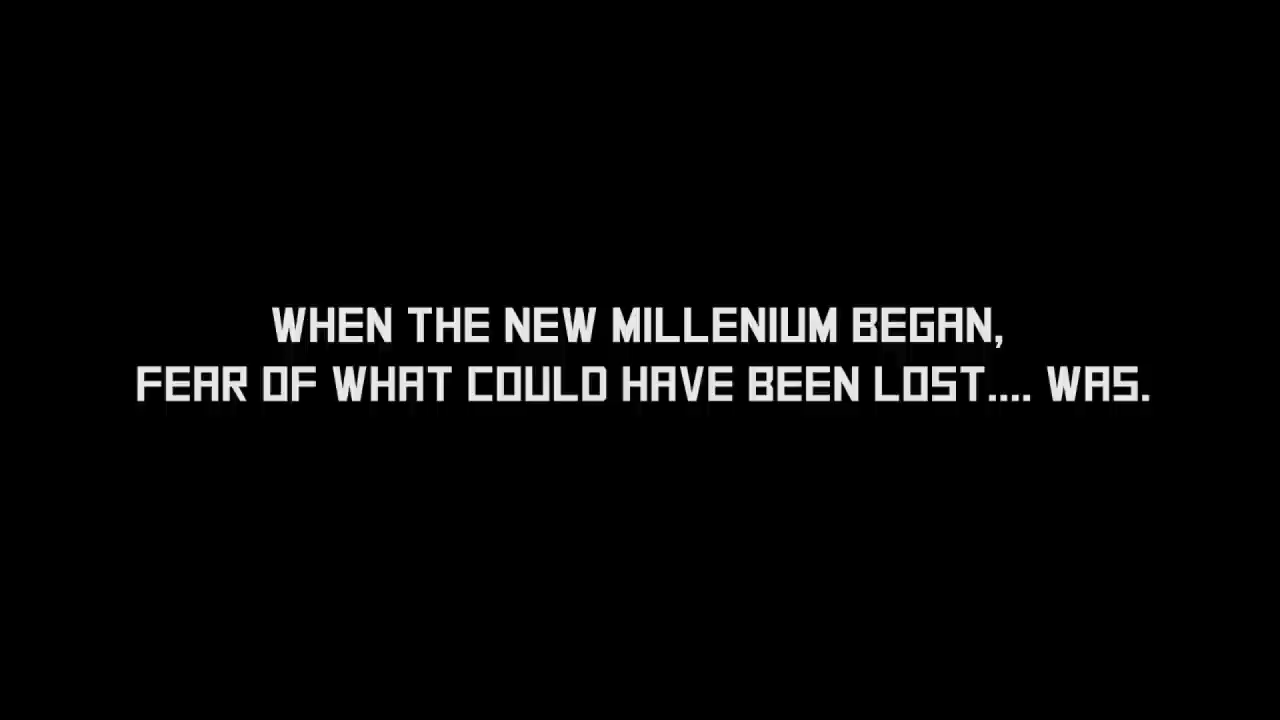 WHEN THE NEW MILLENIUM BEGAN,
FEAR OF WHAT COULD HAVE BEEN LOST.... WAS.